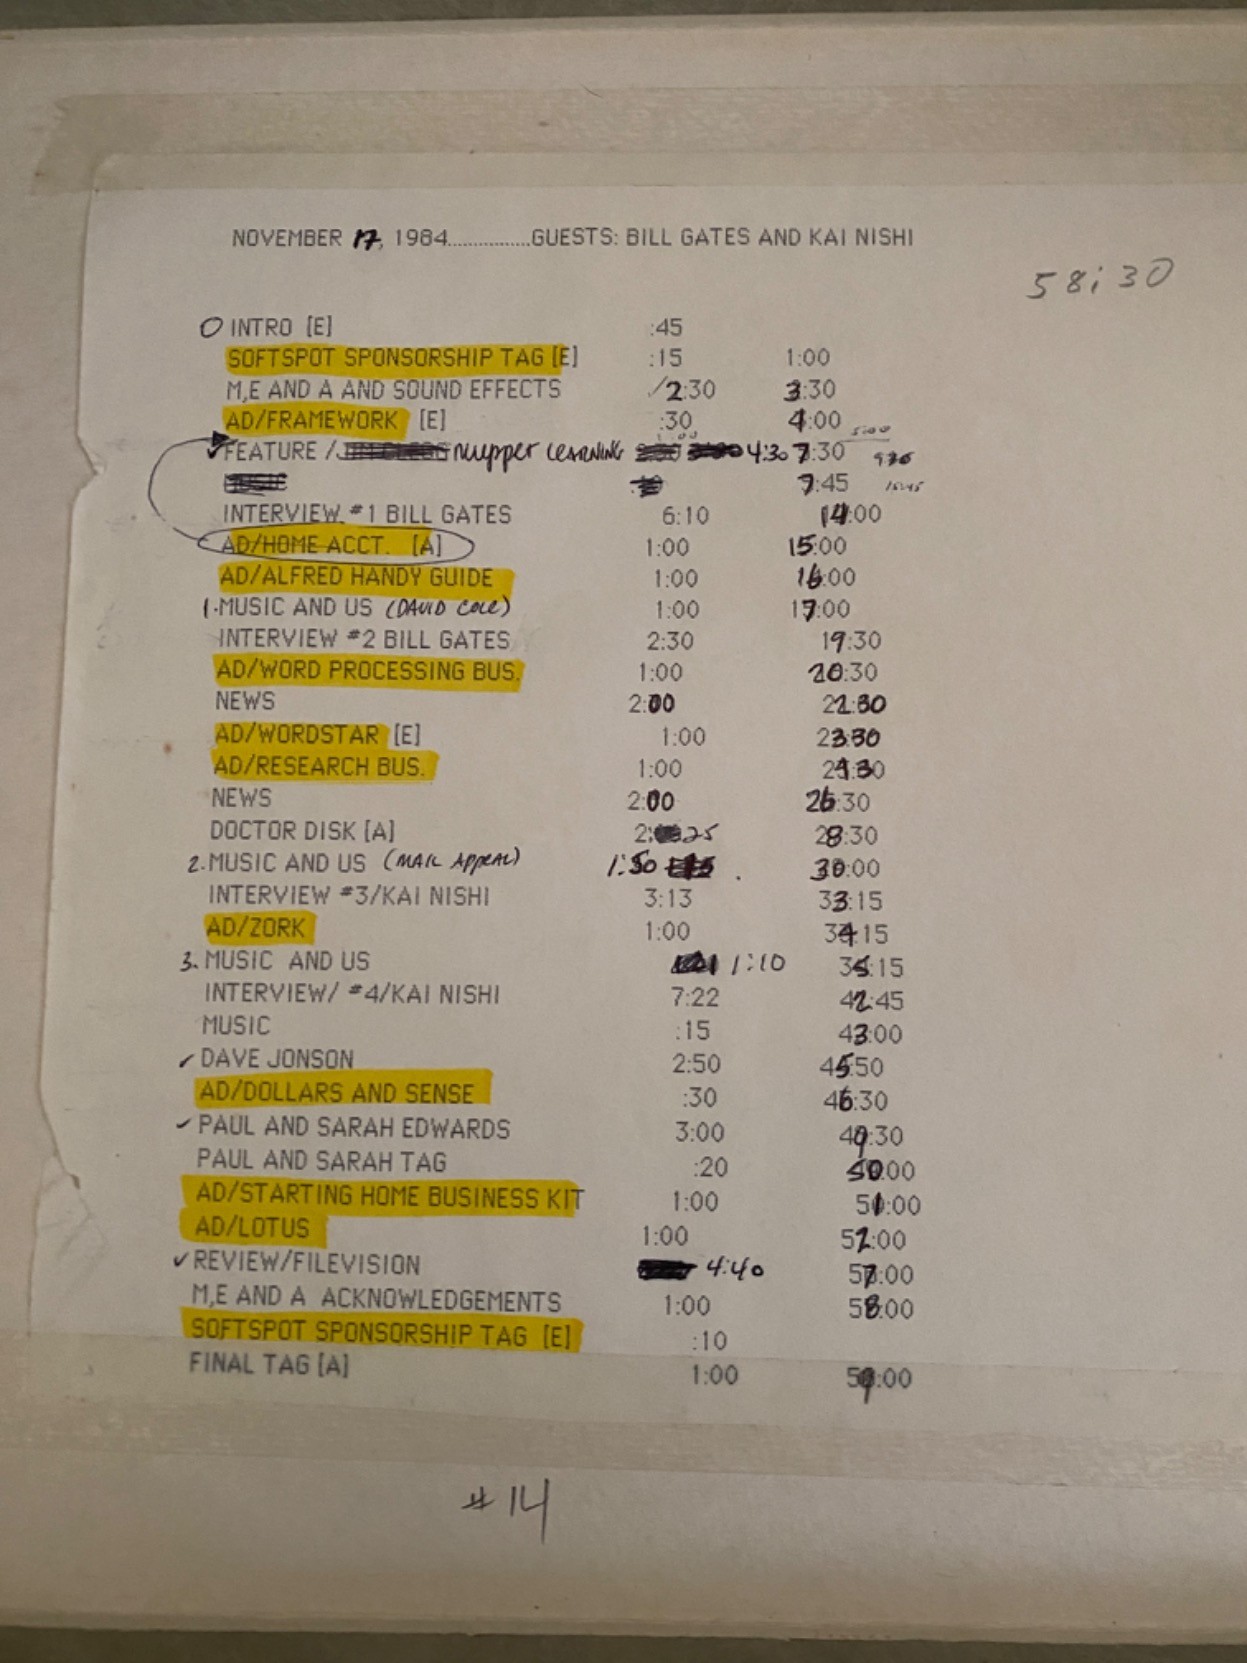 NOVEMBER 17, 1984................GUESTS: BILL GATES AND KAI NISHI
58:30
INTRO [E] :45
SOFTSPOT SPONSORSHIP TAG [E] :15 1:00
M,E AND A AND SOUND EFFECTS 2:30 3:30
AD/FRAMEWORK [E] :30 4:00 5:00
FEATURE / LEARNING 4:30 7:30
7:45
INTERVIEW #1 BILL GATES 6:10 14:00
AD/HOME ACCT. [A] 1:00 15:00
AD/ALFRED HANDY GUIDE 1:00 16:00
1. MUSIC AND US (DAVID COLE) 1:00 17:00
INTERVIEW #2 BILL GATES 2:30 19:30
AD/WORD PROCESSING BUS. 1:00 20:30
NEWS 2:00 22:30
AD/WORDSTAR [E] 1:00 23:30
AD/RESEARCH BUS. 1:00 24:30
NEWS 2:00 26:30
DOCTOR DISK [A] 2:25 28:30
2. MUSIC AND US (MAIL APPEAL) 1:50 30:00
INTERVIEW #3/KAI NISHI 3:13 33:15
AD/ZORK 1:00 34:15
3. MUSIC AND US 1:10 35:15
INTERVIEW/ #4/KAI NISHI 7:22 42:45
MUSIC :15 43:00
DAVE JONSON 2:50 45:50
AD/DOLLARS AND SENSE :30 46:30
PAUL AND SARAH EDWARDS 3:00 49:30
PAUL AND SARAH TAG :20 50:00
AD/STARTING HOME BUSINESS KIT 1:00 51:00
AD/LOTUS 1:00 52:00
REVIEW/FILEVISION 4:40 57:00
M,E AND A ACKNOWLEDGEMENTS 1:00 58:00
SOFTSPOT SPONSORSHIP TAG [E] :10
FINAL TAG [A] 1:00 59:00
#14